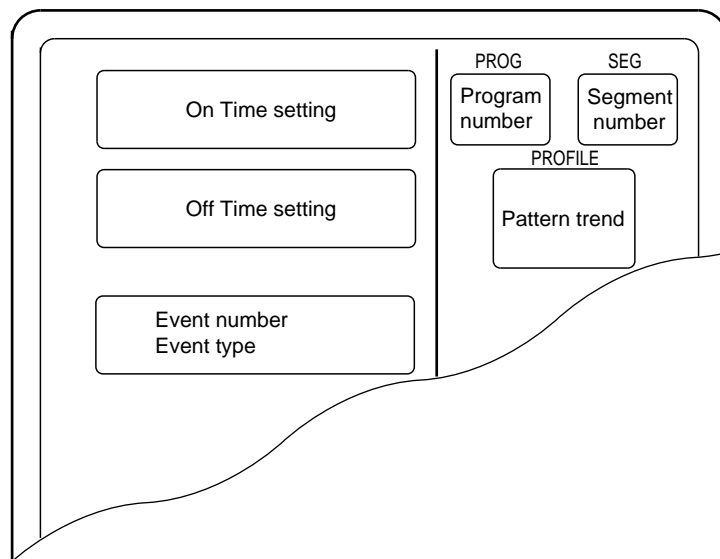 On Time setting
Off Time setting
Event number
Event type
PROG
Program
number
SEG
Segment
number
PROFILE
Pattern trend